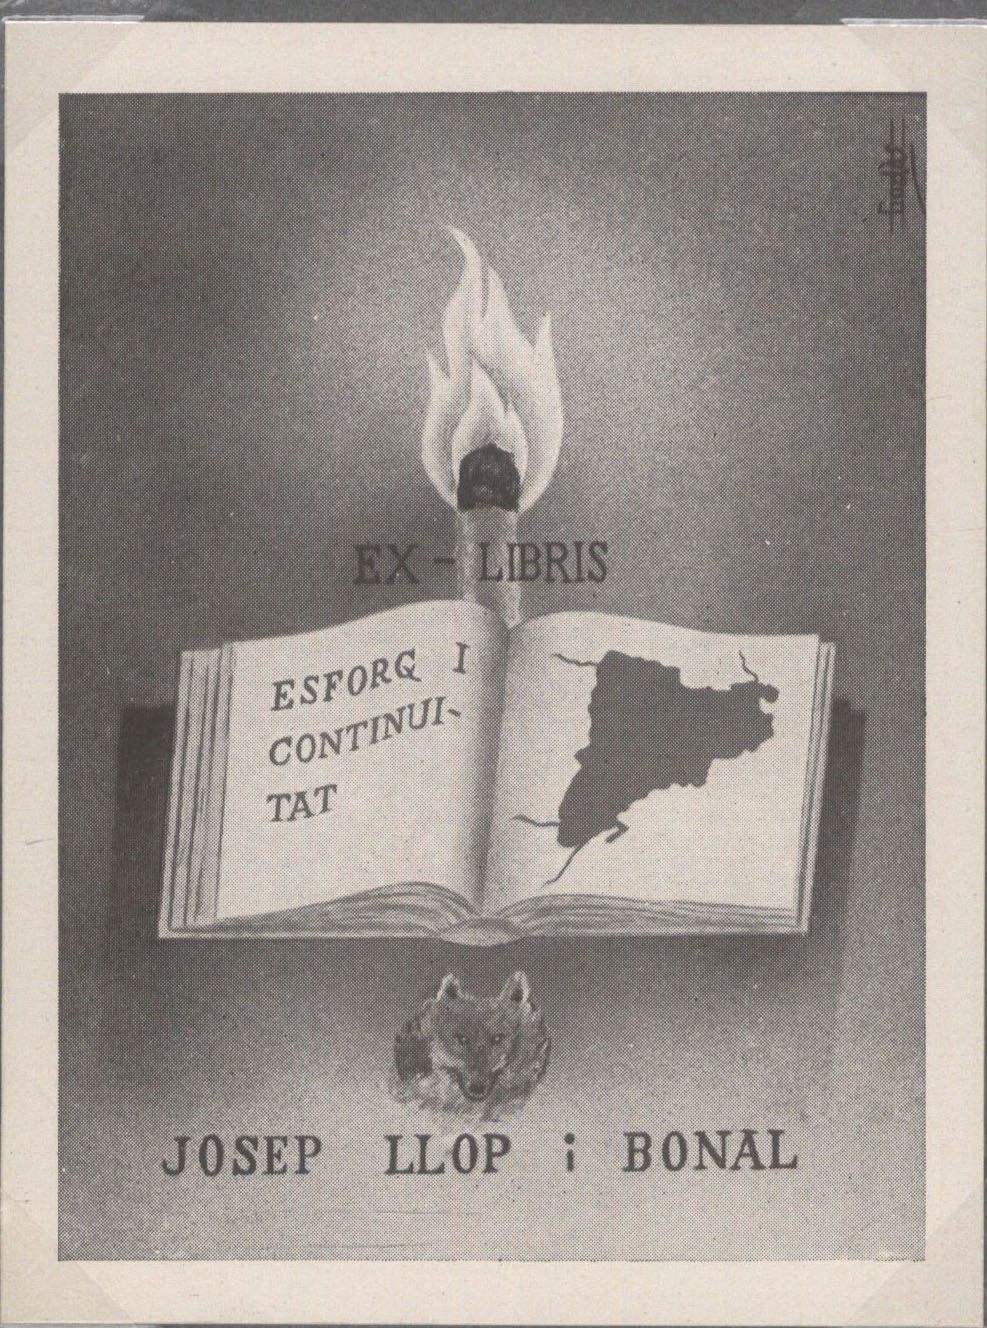 EX-LIBRIS
ESFORÇ I
CONTINUI-
TAT
JOSEP LLOP i BONAL